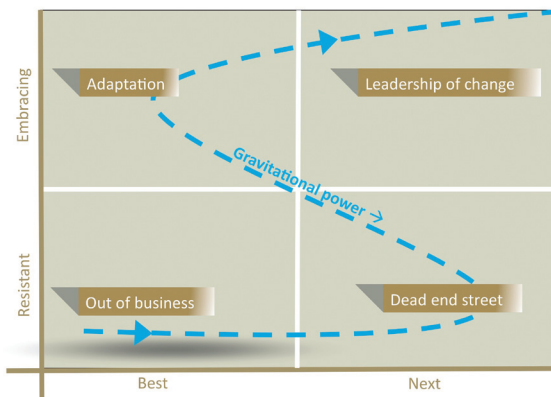 Embracing
Adaptation
Leadership of change
Gravitational power →
Resistant
Out of business
Dead end street
Best
Next